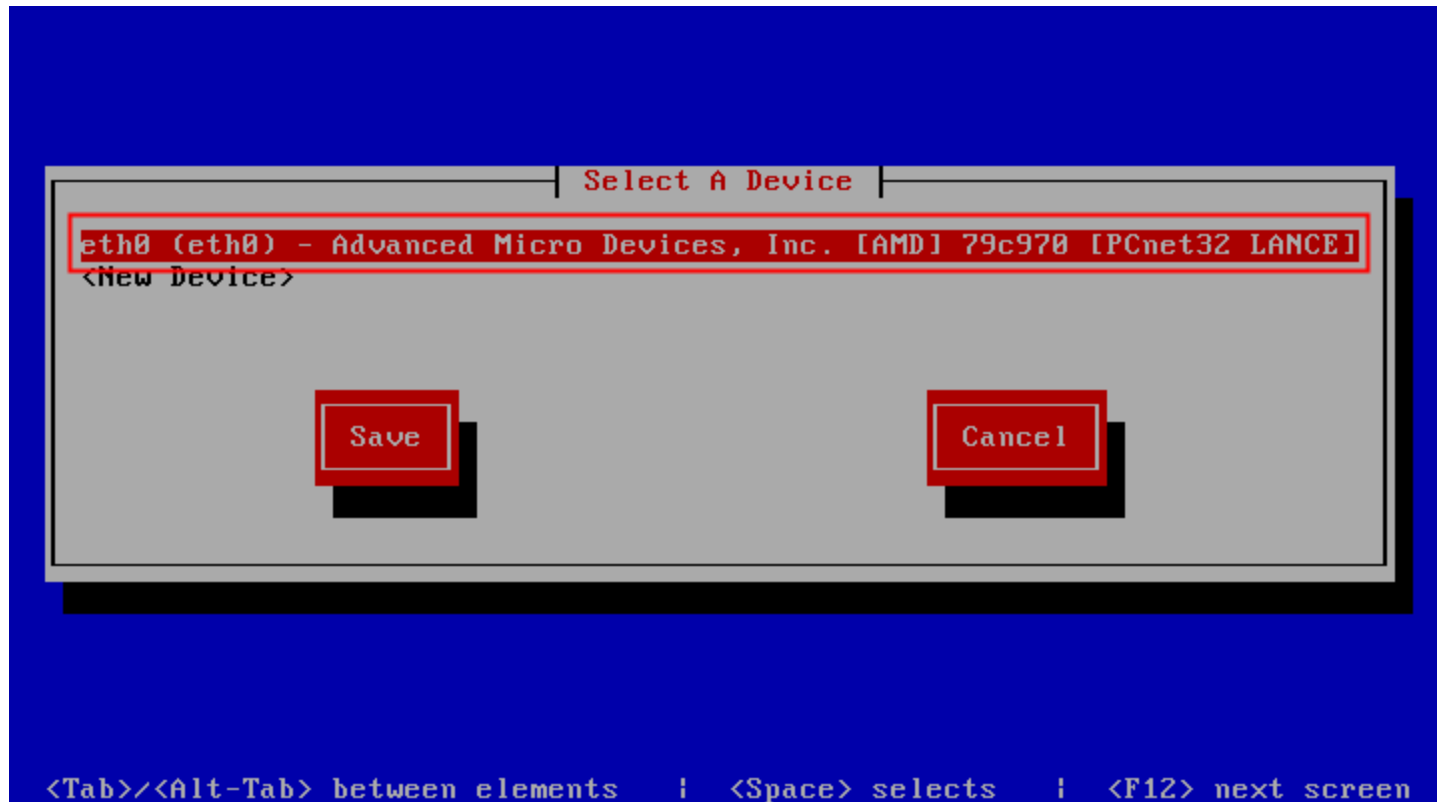 Select A Device
eth0 (eth0) - Advanced Micro Devices, Inc. [AMD] 79c970 [PCnet32 LANCE]
<New Device>
Save Cancel
<Tab>/<Alt-Tab> between elements | <Space> selects | <F12> next screen